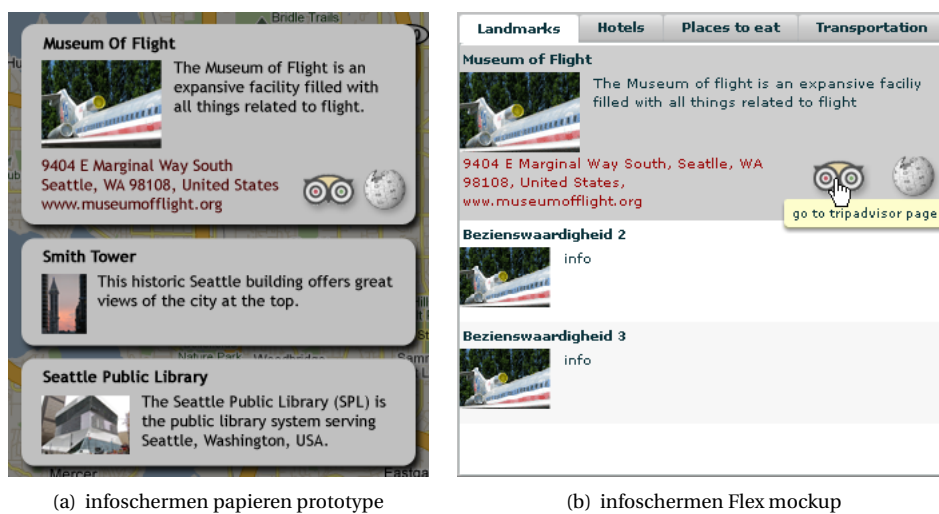 Bridle Trails
Museum Of Flight
The Museum of Flight is an
expansive facility filled with
all things related to flight.
9404 E Marginal Way South
Seattle, WA 98108, United States
www.museumofflight.org
Smith Tower
This historic Seattle building offers great
views of the city at the top.
Nature Park
Seattle Public Library
The Seattle Public Library (SPL) is
the public library system serving
Seattle, Washington, USA.
Mercer
Eastga
(a) infoschermen papieren prototype
Landmarks Hotels Places to eat Transportation
Museum of Flight
The Museum of flight is an expansive faciliy
filled with all things related to flight
9404 E Marginal Way South, Seatlle, WA
98108, United States,
www.museumofflight.org
go to tripadvisor page
Bezienswaardigheid 2
info
Bezienswaardigheid 3
info
(b) infoschermen Flex mockup